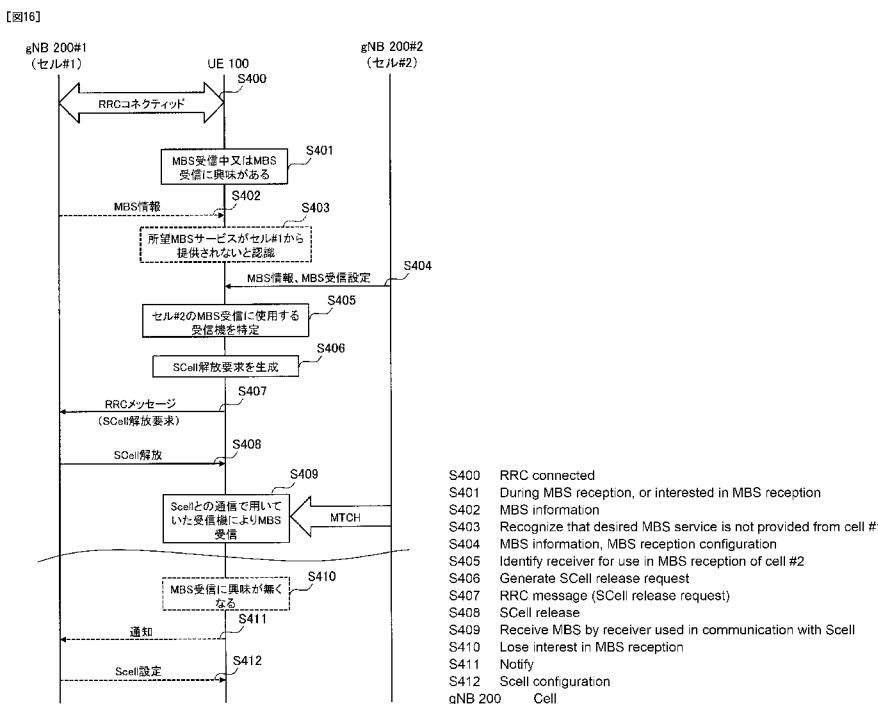 [図16]
gNB 200#1
(セル#1)
UE 100
gNB 200#2
(セル#2)
S400
RRCコネクティッド
MBS受信中又はMBS
受信に興味がある
S401
MBS情報
S402
S403
所望MBSサービスがセル#1から
提供されないと認識
MBS情報、MBS受信設定
S404
S405
セル#2のMBS受信に使用する
受信機を特定
S406
SCell解放要求を生成
RRCメッセージ
(SCell解放要求)
S407
SCell解放
S408
S409
Scellとの通信で用いて
いた受信機によりMBS
受信
MTCH
MBS受信に興味が無く
なる
S410
通知
S411
Scell設定
S412
S400 RRC connected
S401 During MBS reception, or interested in MBS reception
S402 MBS information
S403 Recognize that desired MBS service is not provided from cell #
S404 MBS information, MBS reception configuration
S405 Identify receiver for use in MBS reception of cell #2
S406 Generate SCell release request
S407 RRC message (SCell release request)
S408 SCell release
S409 Receive MBS by receiver used in communication with Scell
S410 Lose interest in MBS reception
S411 Notify
S412 Scell configuration
gNB 200 Cell